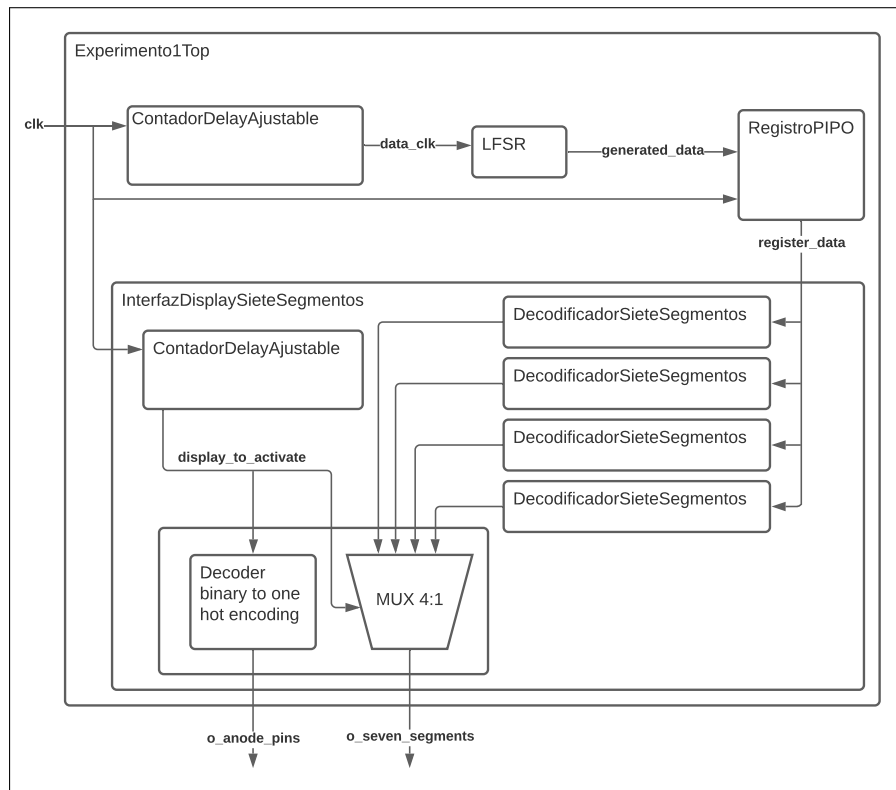 Experimento1Top
clk
ContadorDelayAjustable
data_clk
LFSR
generated_data
RegistroPIPO
register_data
InterfazDisplaySieteSegmentos
ContadorDelayAjustable
DecodificadorSieteSegmentos
DecodificadorSieteSegmentos
DecodificadorSieteSegmentos
DecodificadorSieteSegmentos
display_to_activate
Decoder
binary to one
hot encoding
MUX 4:1
o_anode_pins
o_seven_segments